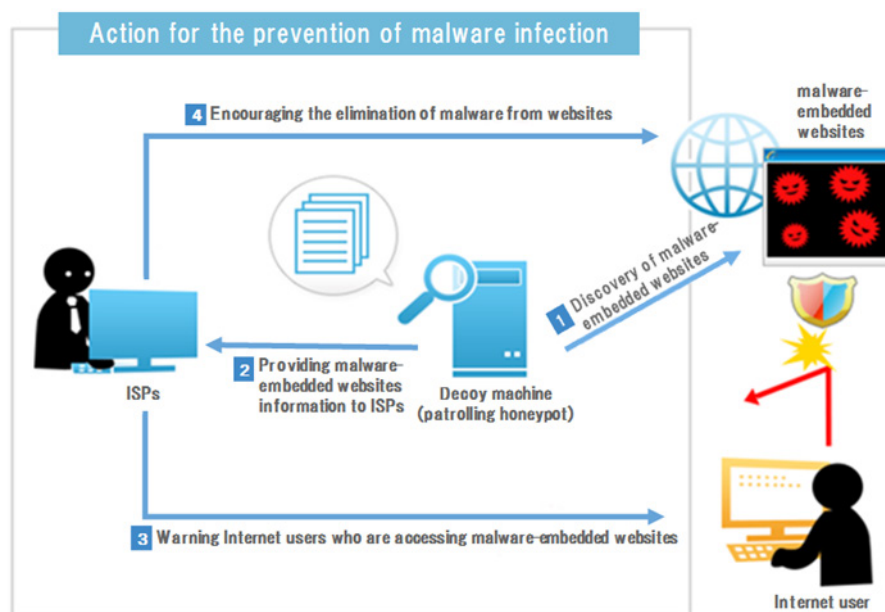 Action for the prevention of malware infection
malware-
embedded
websites
4 Encouraging the elimination of malware from websites
1 Discovery of malware-
embedded websites
2 Providing malware-
embedded websites
information to ISPs
ISPs
Decoy machine
(patrolling honeypot)
3 Warning Internet users who are accessing malware-embedded websites
Internet user